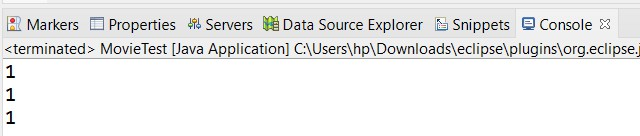 Markers Properties Servers Data Source Explorer Snippets Console
<terminated> MovieTest [Java Application] C:\Users\hp\Downloads\eclipse\plugins\org.eclipse.j
1
1
1